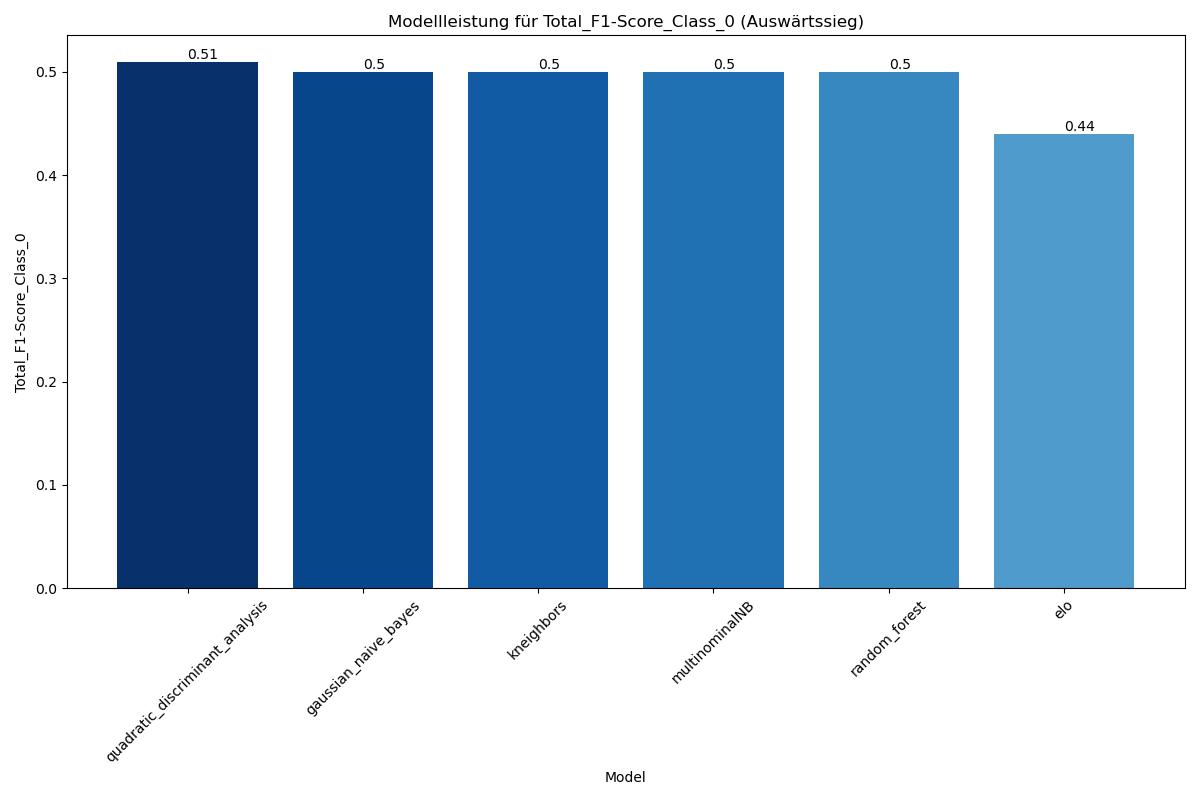 Modellleistung für Total_F1-Score_Class_0 (Auswärtssieg)
Total_F1-Score_Class_0
0.5
0.4
0.3
0.2
0.1
0.0
0.51
0.5
0.5
0.5
0.5
0.44
quadratic_discriminant_analysis
gaussian_naive_bayes
kneighbors
multinominalNB
random_forest
elo
Model